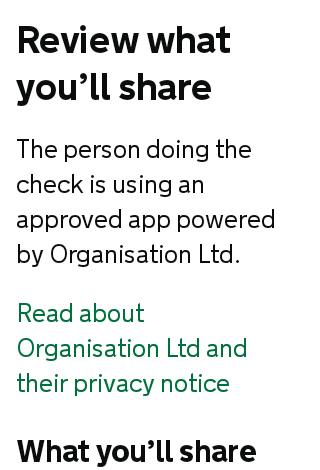 Review what
you’ll share
The person doing the
check is using an
approved app powered
by Organisation Ltd.
Read about
Organisation Ltd and
their privacy notice
What you’ll share